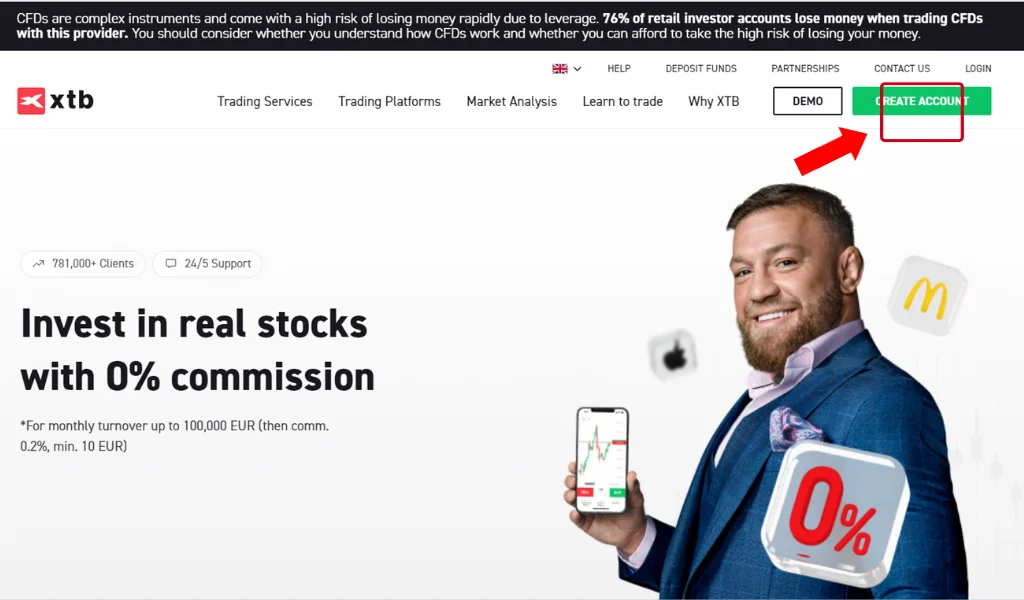 CFDs are complex instruments and come with a high risk of losing money rapidly due to leverage. 76% of retail investor accounts lose money when trading CFDs
with this provider. You should consider whether you understand how CFDs work and whether you can afford to take the high risk of losing your money.
HELP DEPOSIT FUNDS PARTNERSHIPS CONTACT US LOGIN
xtb Trading Services Trading Platforms Market Analysis Learn to trade Why XTB DEMO CREATE ACCOUNT
781,000+ Clients 24/5 Support
Invest in real stocks
with 0% commission
*For monthly turnover up to 100,000 EUR (then comm.
0.2%, min. 10 EUR)
0%